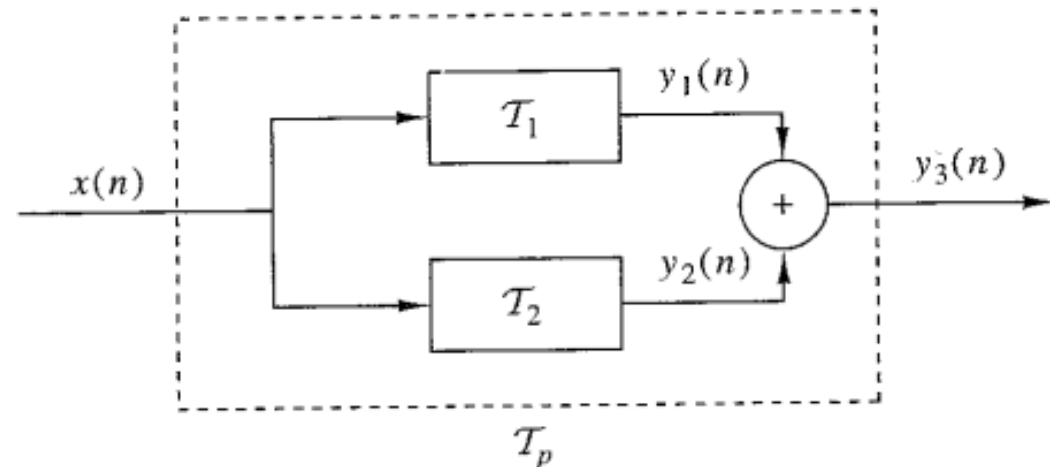 𝒯₁
y₁(n)
x(n)
+
y₃(n)
𝒯₂
y₂(n)
𝒯ₚ